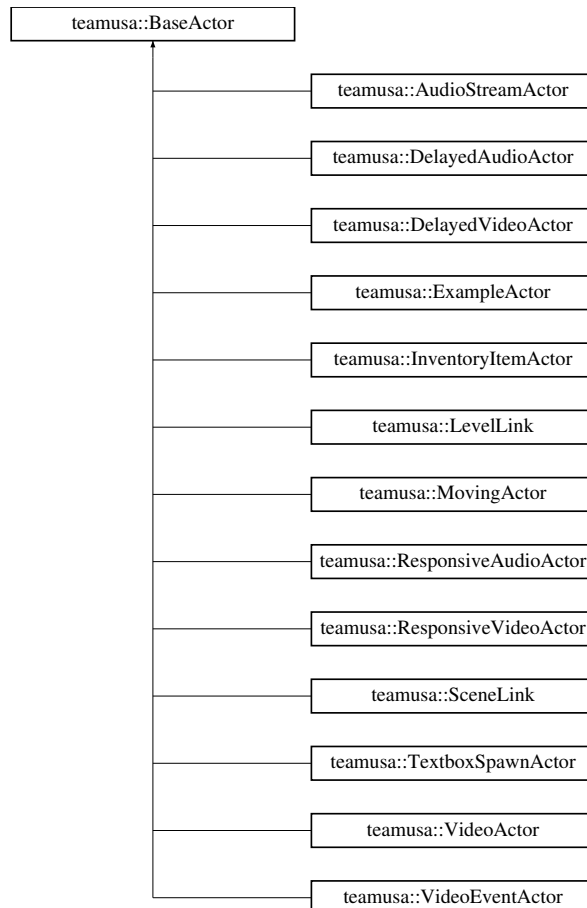 teamusa::BaseActor
teamusa::AudioStreamActor
teamusa::DelayedAudioActor
teamusa::DelayedVideoActor
teamusa::ExampleActor
teamusa::InventoryItemActor
teamusa::LevelLink
teamusa::MovingActor
teamusa::ResponsiveAudioActor
teamusa::ResponsiveVideoActor
teamusa::SceneLink
teamusa::TextboxSpawnActor
teamusa::VideoActor
teamusa::VideoEventActor